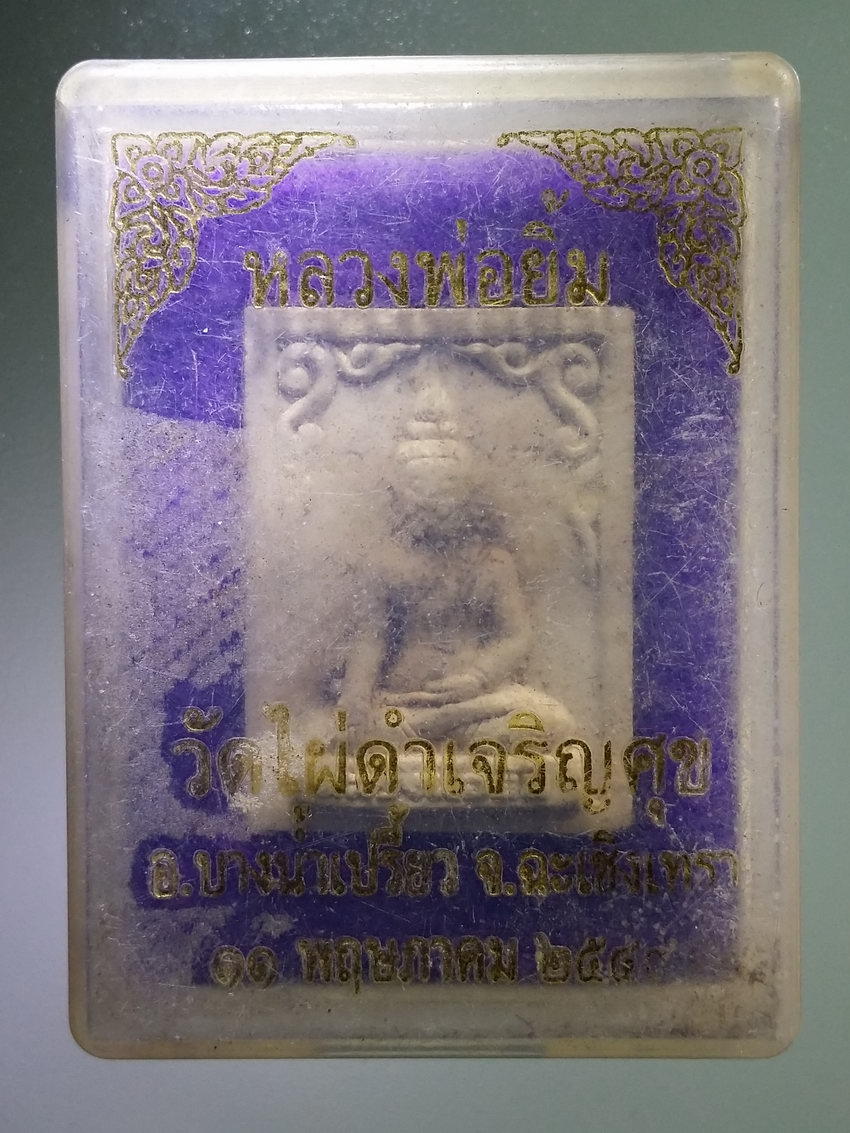 หลวงพ่อยิ้ม
วัดไผ่ดำเจริญศุข
อ.บางน้ำเปรี้ยว จ.ฉะเชิงเทรา
๑๑ พฤษภาคม